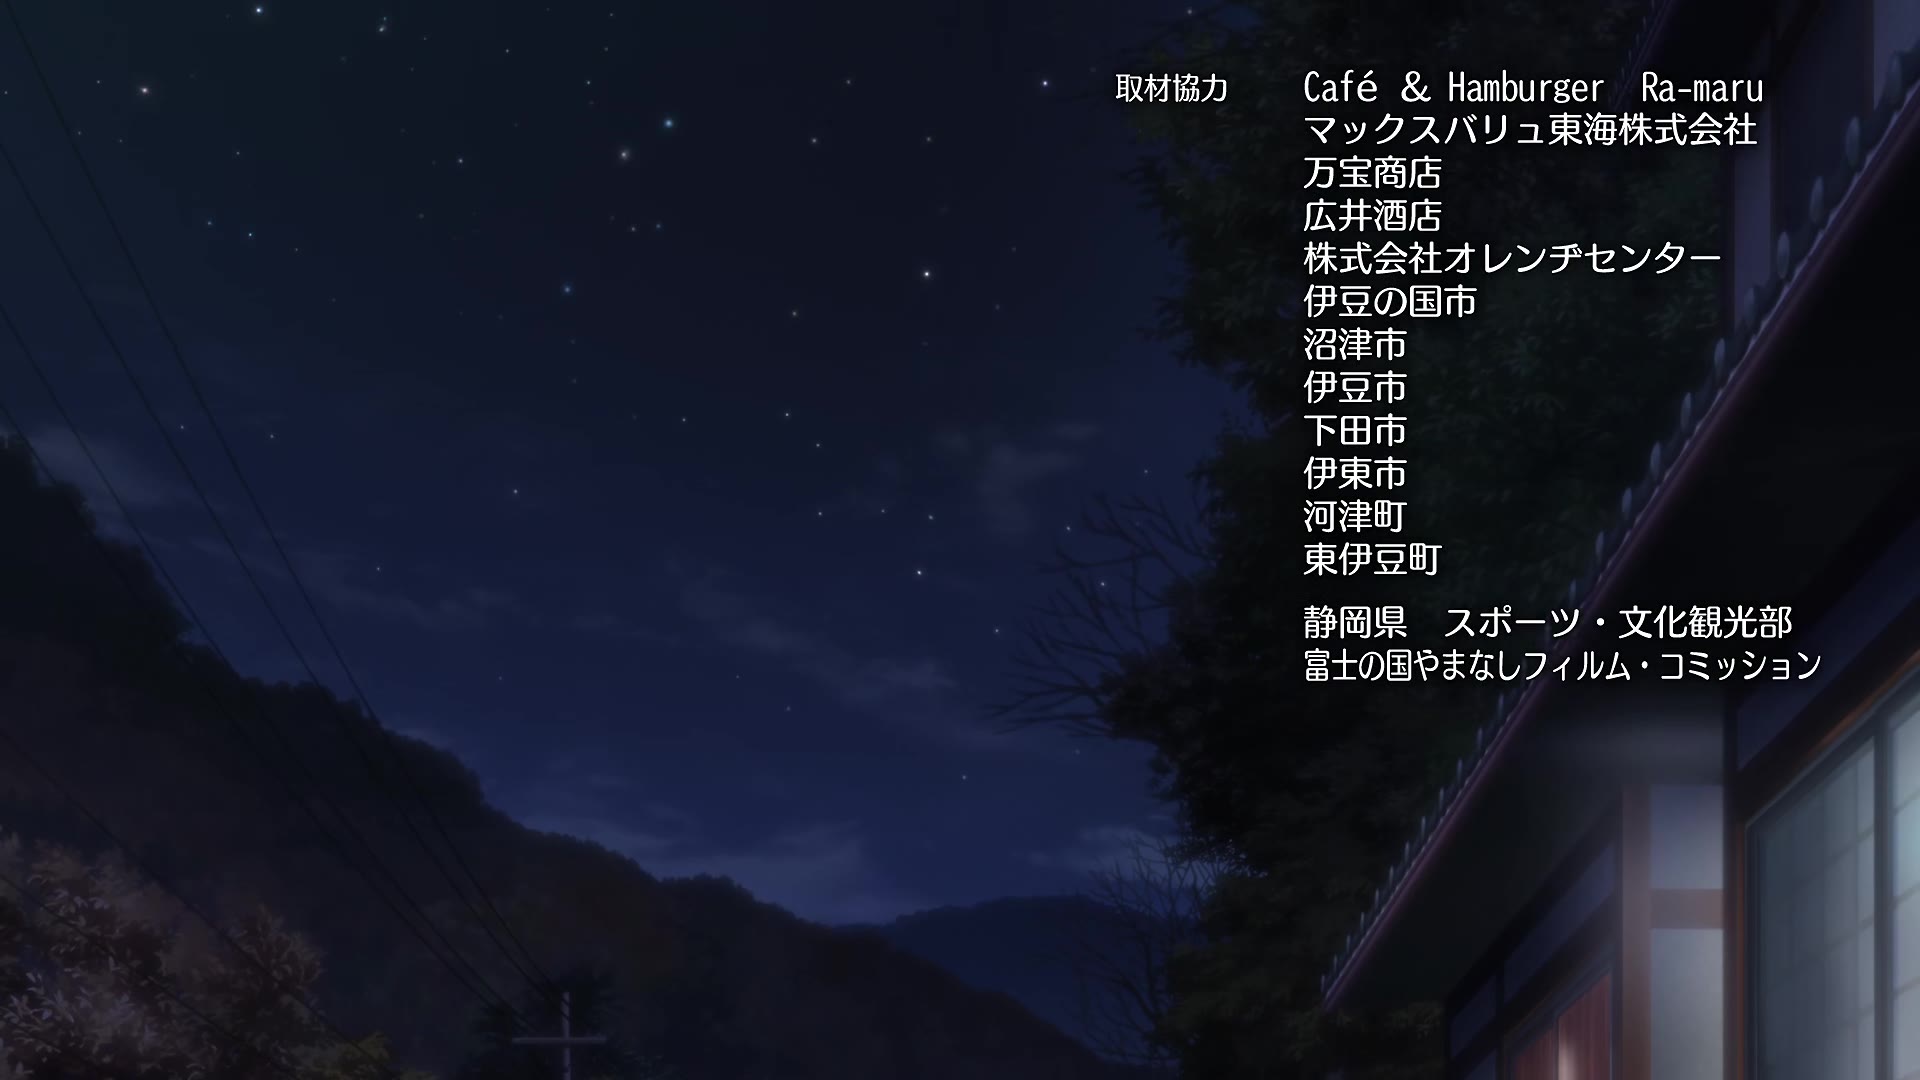 取材協力　Café ＆ Hamburger　Ra-maru
マックスバリュ東海株式会社
万宝商店
広井酒店
株式会社オレンヂセンター
伊豆の国市
沼津市
伊豆市
下田市
伊東市
河津町
東伊豆町
静岡県　スポーツ・文化観光部
富士の国やまなしフィルム・コミッション